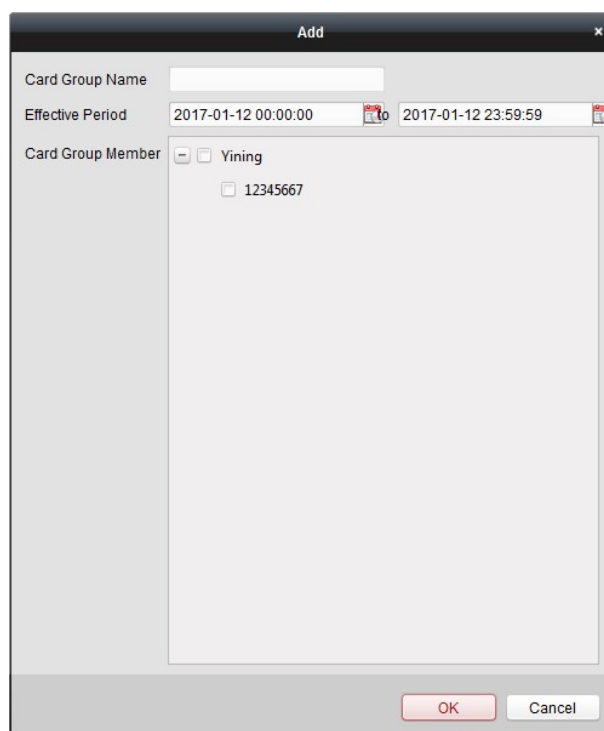 Add
Card Group Name
Effective Period 2017-01-12 00:00:00 to 2017-01-12 23:59:59
Card Group Member Yining
12345667
OK Cancel